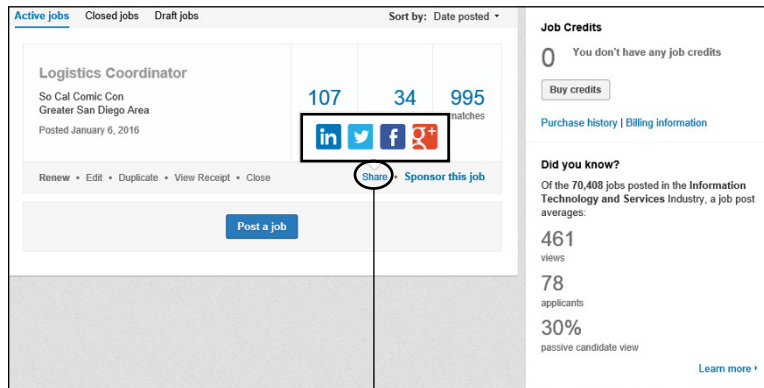 Active jobs Closed jobs Draft jobs Sort by: Date posted
Logistics Coordinator
So Cal Comic Con
Greater San Diego Area
Posted January 6, 2016
107 34 995
matches
in f g+
Renew • Edit • Duplicate • View Receipt • Close Share • Sponsor this job
Post a job
Job Credits
0 You don't have any job credits
Buy credits
Purchase history | Billing information
Did you know?
Of the 70,408 jobs posted in the Information
Technology and Services Industry, a job post
averages:
461
views
78
applicants
30%
passive candidate view
Learn more